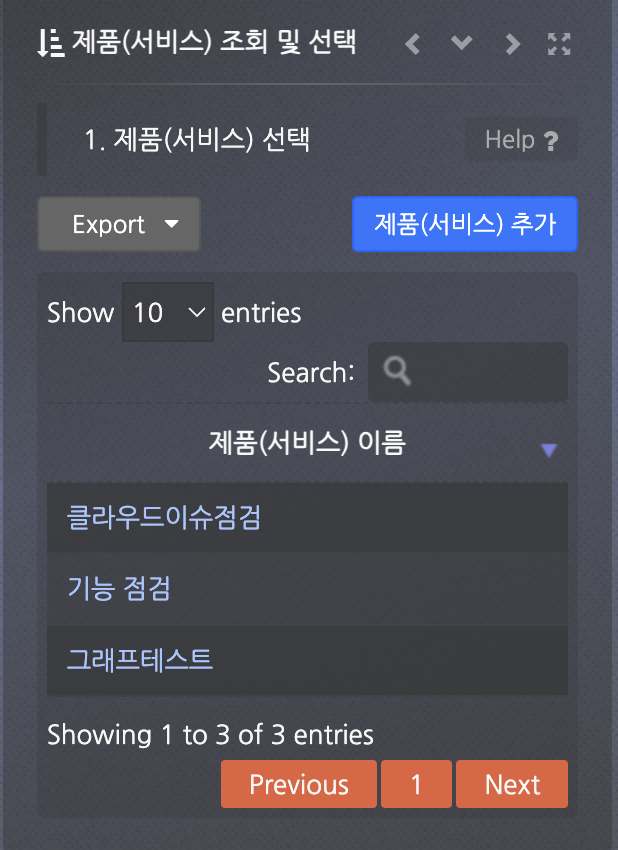 제품(서비스) 조회 및 선택
1. 제품(서비스) 선택
Help ?
Export
제품(서비스) 추가
Show 10 entries
Search:
제품(서비스) 이름
클라우드이슈점검
기능 점검
그래프테스트
Showing 1 to 3 of 3 entries
Previous 1 Next